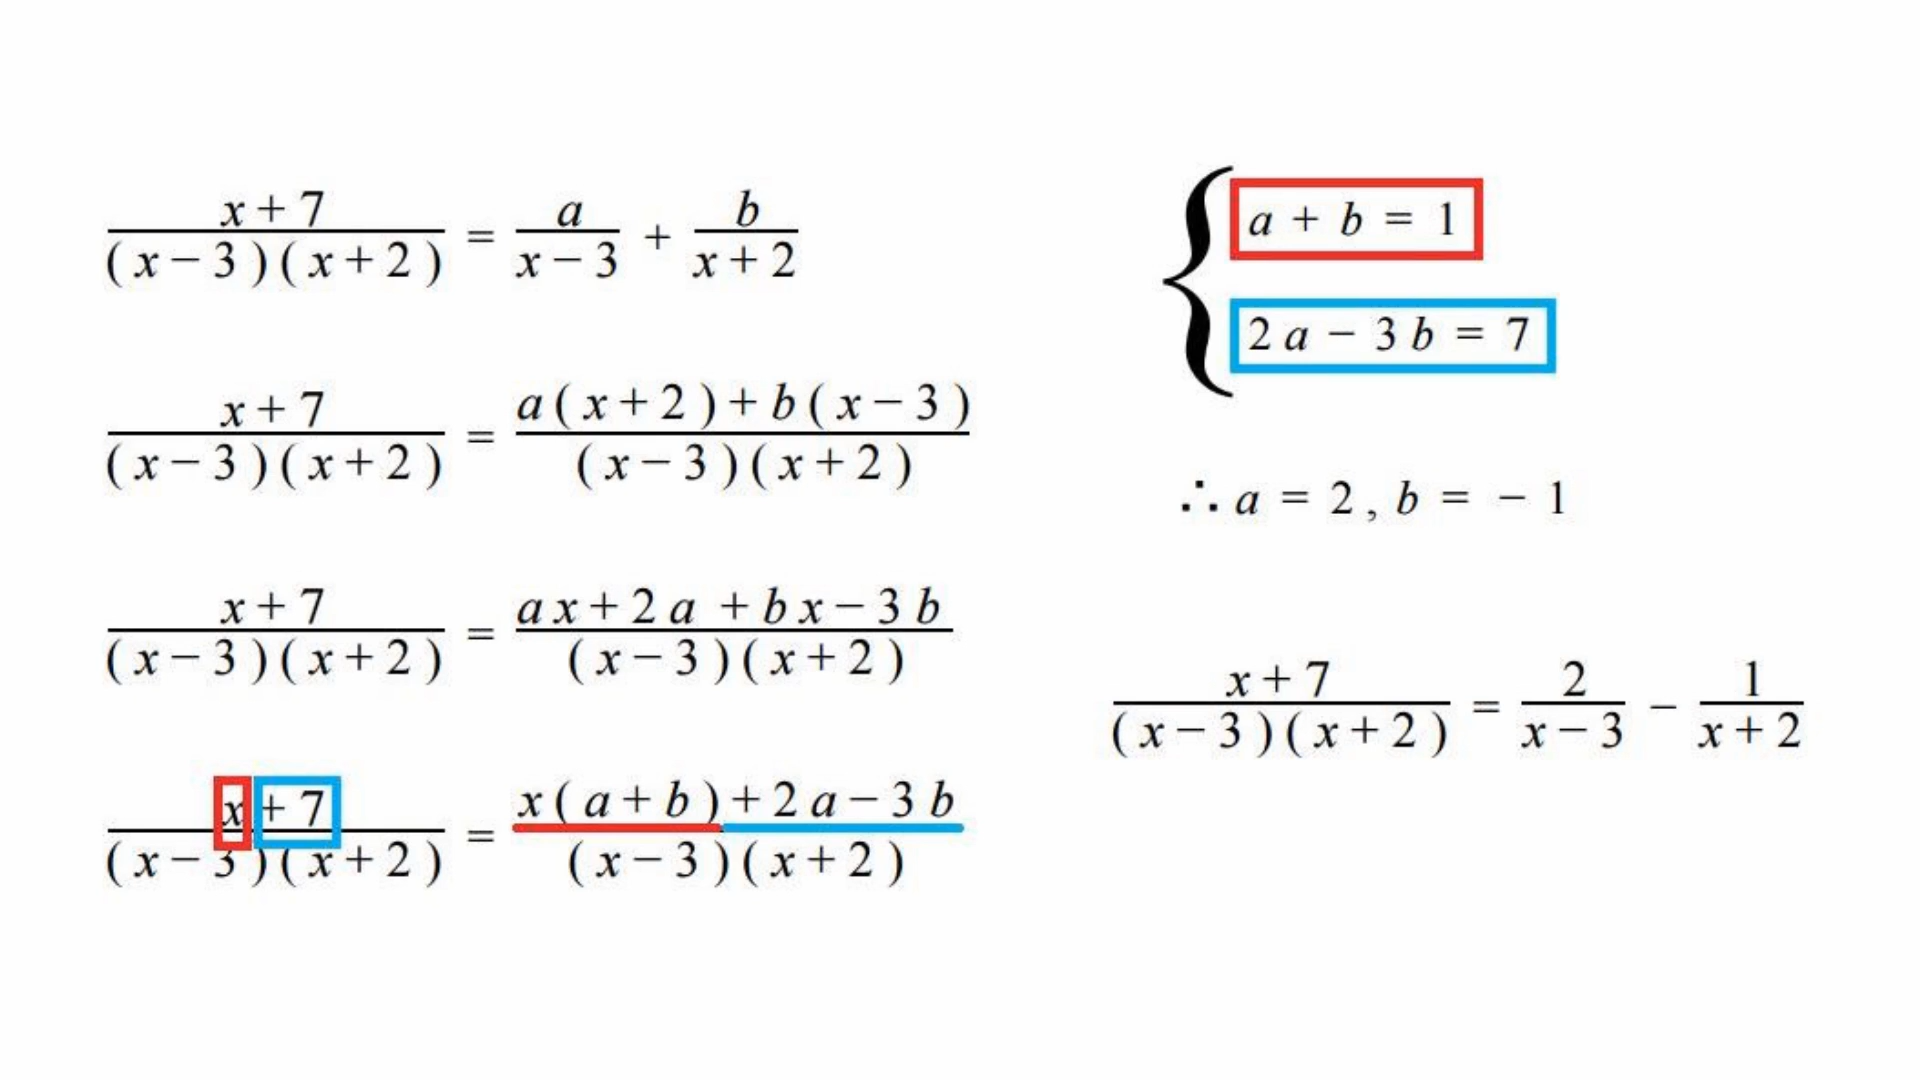 x + 7 / (x − 3)(x + 2) = a / x − 3 + b / x + 2
x + 7 / (x − 3)(x + 2) = a(x + 2) + b(x − 3) / (x − 3)(x + 2)
x + 7 / (x − 3)(x + 2) = ax + 2a + bx − 3b / (x − 3)(x + 2)
x + 7 / (x − 3)(x + 2) = x(a + b) + 2a − 3b / (x − 3)(x + 2)
{ a + b = 1
2a − 3b = 7
∴ a = 2, b = − 1
x + 7 / (x − 3)(x + 2) = 2 / x − 3 − 1 / x + 2